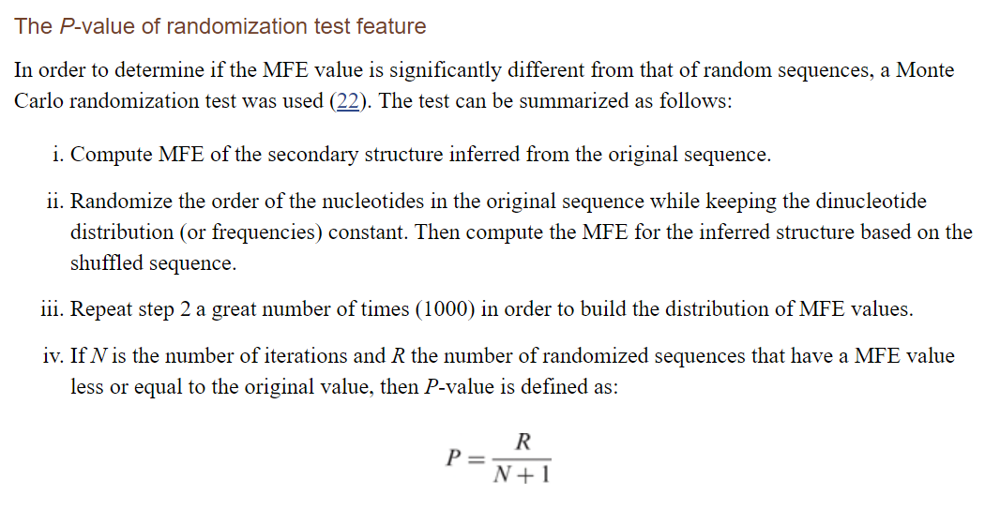 The P-value of randomization test feature
In order to determine if the MFE value is significantly different from that of random sequences, a Monte
Carlo randomization test was used (22). The test can be summarized as follows:
i. Compute MFE of the secondary structure inferred from the original sequence.
ii. Randomize the order of the nucleotides in the original sequence while keeping the dinucleotide
distribution (or frequencies) constant. Then compute the MFE for the inferred structure based on the
shuffled sequence.
iii. Repeat step 2 a great number of times (1000) in order to build the distribution of MFE values.
iv. If N is the number of iterations and R the number of randomized sequences that have a MFE value
less or equal to the original value, then P-value is defined as:
P = R / (N + 1)